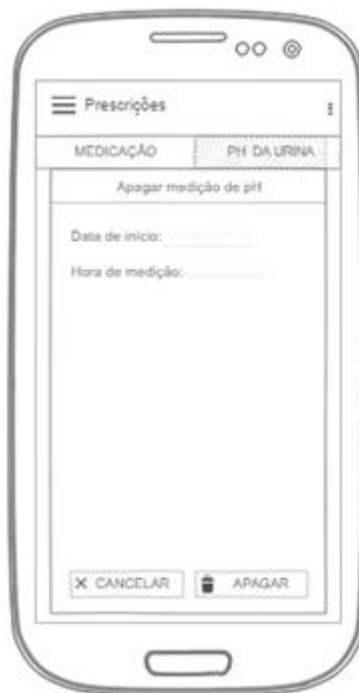 Prescrições
MEDICAÇÃO PH DA URINA
Apagar medição de pH
Data de início:
Hora de medição:
X CANCELAR APAGAR